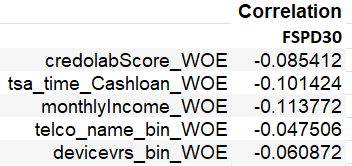 Correlation
FSPD30
credolabScore_WOE -0.085412
tsa_time_Cashloan_WOE -0.101424
monthlyIncome_WOE -0.113772
telco_name_bin_WOE -0.047506
devicevrs_bin_WOE -0.060872